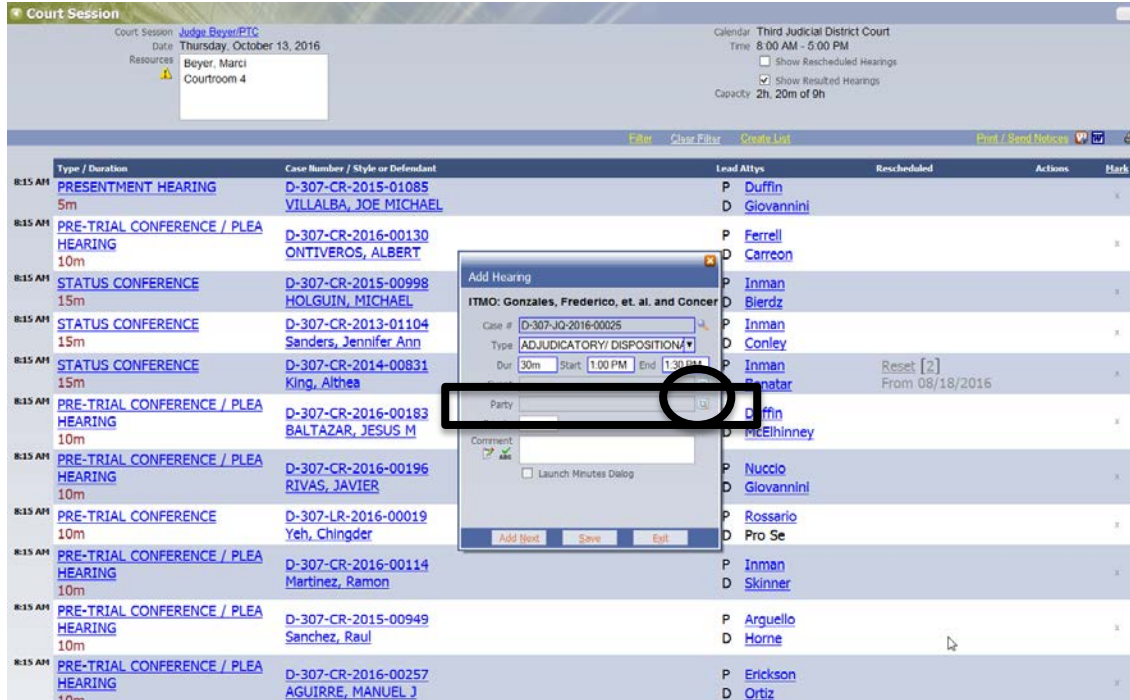 Court Session
Court Session Judge Beyer/PTC
Date Thursday, October 13, 2016
Resources Beyer, Marci
Courtroom 4
Calendar Third Judicial District Court
Time 8:00 AM - 5:00 PM
Show Rescheduled Hearings
Show Resulted Hearings
Capacity 2h, 20m of 9h
Filter Clear Filter Create List Print / Send Notices
Type / Duration Case Number / Style or Defendant Lead Attys Rescheduled Actions Mark
8:15 AM PRESENTMENT HEARING D-307-CR-2015-01085 P Duffin x
5m VILLALBA, JOE MICHAEL D Giovannini
8:15 AM PRE-TRIAL CONFERENCE / PLEA
HEARING D-307-CR-2016-00130 P Ferrell x
10m ONTIVEROS, ALBERT D Carreon
8:15 AM STATUS CONFERENCE D-307-CR-2015-00998 P Inman x
15m HOLGUIN, MICHAEL D Bierdz
8:15 AM STATUS CONFERENCE D-307-CR-2013-01104 P Inman x
15m Sanders, Jennifer Ann D Conley
8:15 AM STATUS CONFERENCE D-307-CR-2014-00831 P Inman Reset [2] x
15m King, Althea From 08/18/2016
8:15 AM PRE-TRIAL CONFERENCE / PLEA
HEARING D-307-CR-2016-00183 x
10m BALTAZAR, JESUS M D McElhinney
8:15 AM PRE-TRIAL CONFERENCE / PLEA
HEARING D-307-CR-2016-00196 P Nuccio x
10m RIVAS, JAVIER D Giovannini
8:15 AM PRE-TRIAL CONFERENCE D-307-LR-2016-00019 P Rossario x
10m Yeh, Chingder D Pro Se
8:15 AM PRE-TRIAL CONFERENCE / PLEA
HEARING D-307-CR-2016-00114 P Inman x
10m Martinez, Ramon D Skinner
8:15 AM PRE-TRIAL CONFERENCE / PLEA
HEARING D-307-CR-2015-00949 P Arguello x
10m Sanchez, Raul D Horne
8:15 AM PRE-TRIAL CONFERENCE / PLEA
HEARING D-307-CR-2016-00257 P Erickson x
10m AGUIRRE, MANUEL J D Ortiz
Add Hearing
ITMO: Gonzales, Frederico, et. al. and Concer
Case # D-307-JQ-2016-00025
Type ADJUDICATORY/ DISPOSITIONA
Dur 30m Start 1:00 PM End 1:30 PM
Party
Comment
ABC
Launch Minutes Dialog
Add Next Save Exit